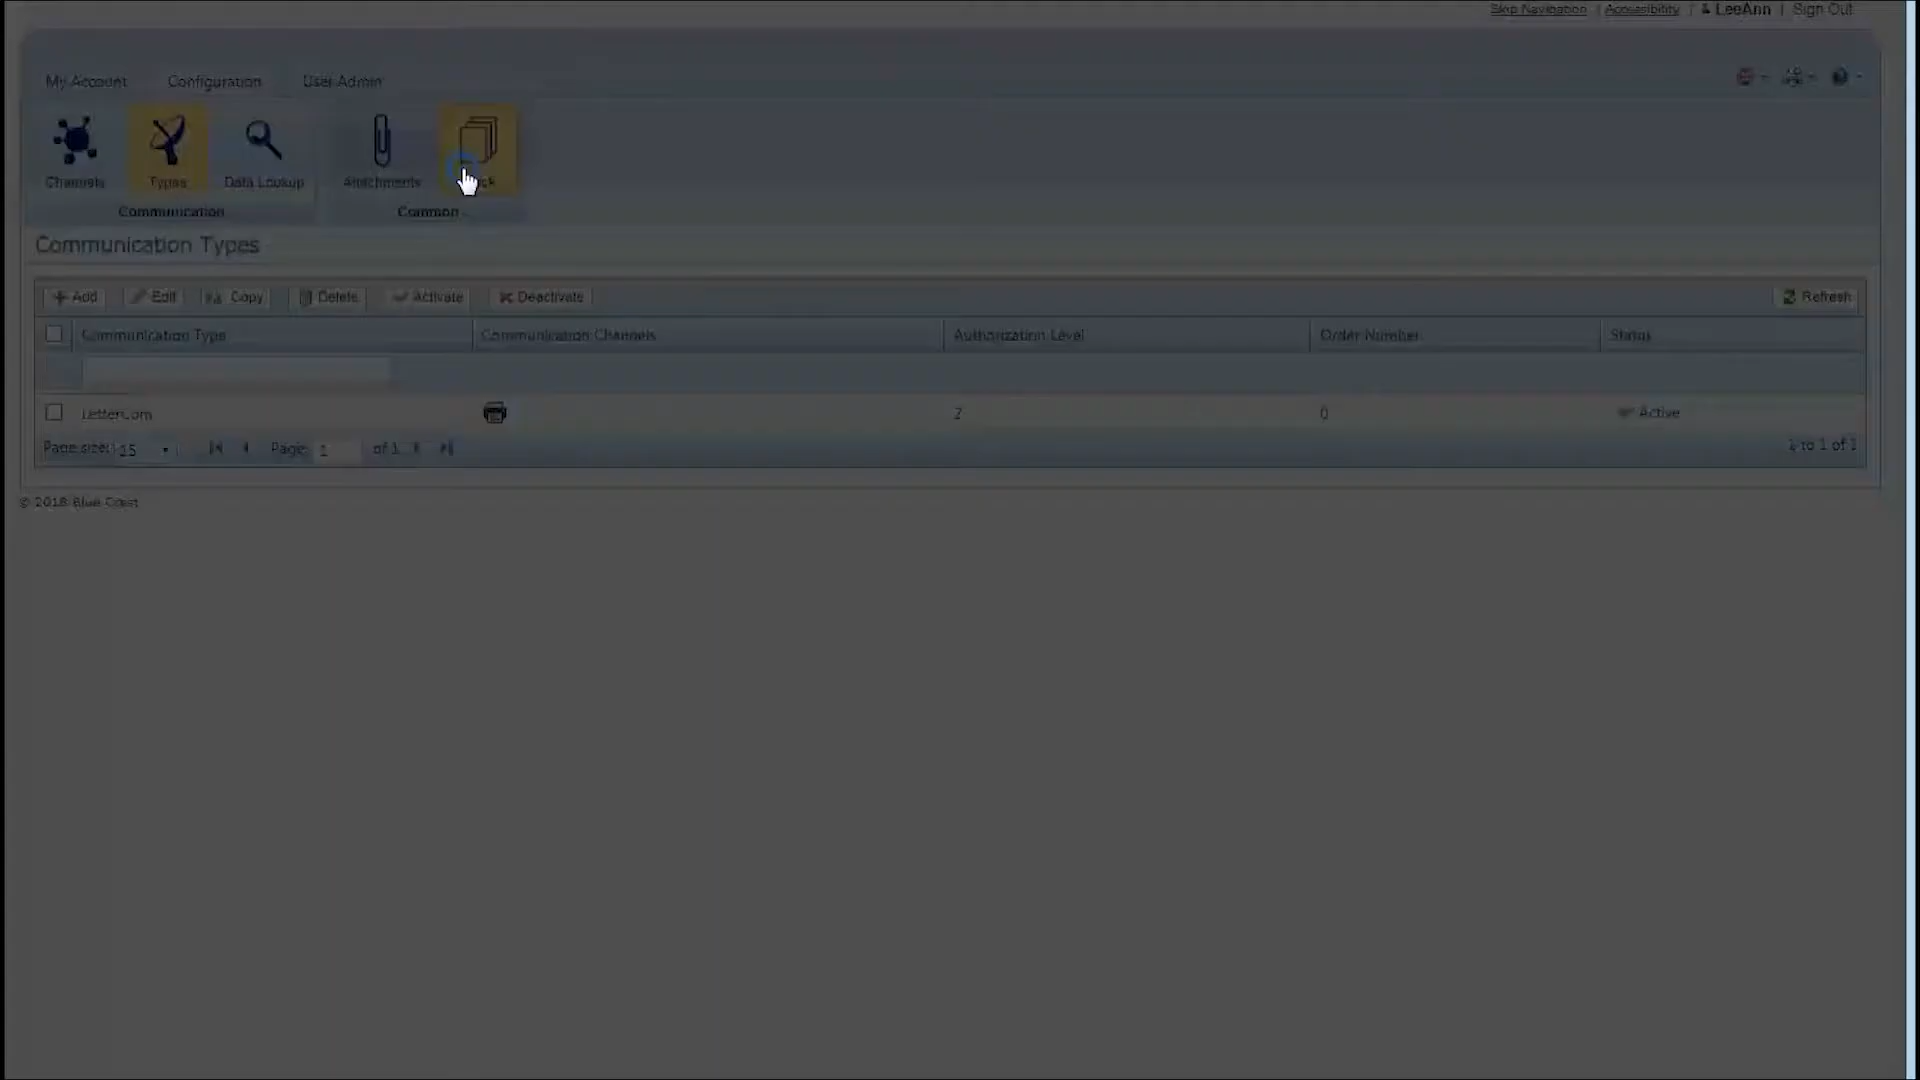 Skip Navigation | Accessibility | LeeAnn | Sign Out
My Account Configuration User Admin
Channels Types Data Lookup Attachments
Communication Common
Communication Types
Add Edit Copy Delete Activate Deactivate Refresh
Communication Type Communication Channels Authorization Level Order Number Status
2 0 Active
Page size: 15 Page: 1 of 1 1 to 1 of 1
© 2018 Blue Crest